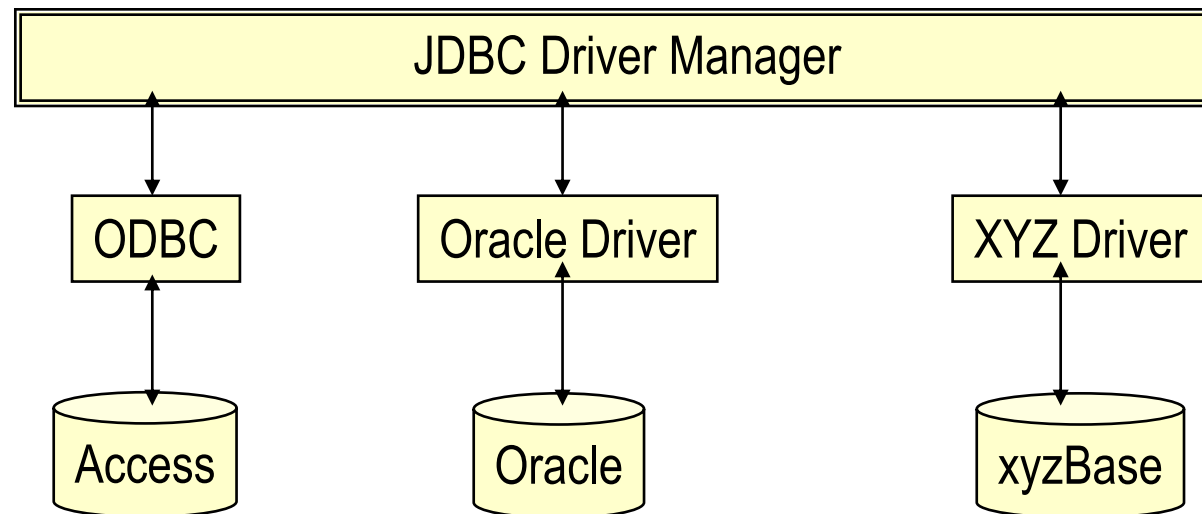 JDBC Driver Manager
ODBC
Oracle Driver
XYZ Driver
Access
Oracle
xyzBase